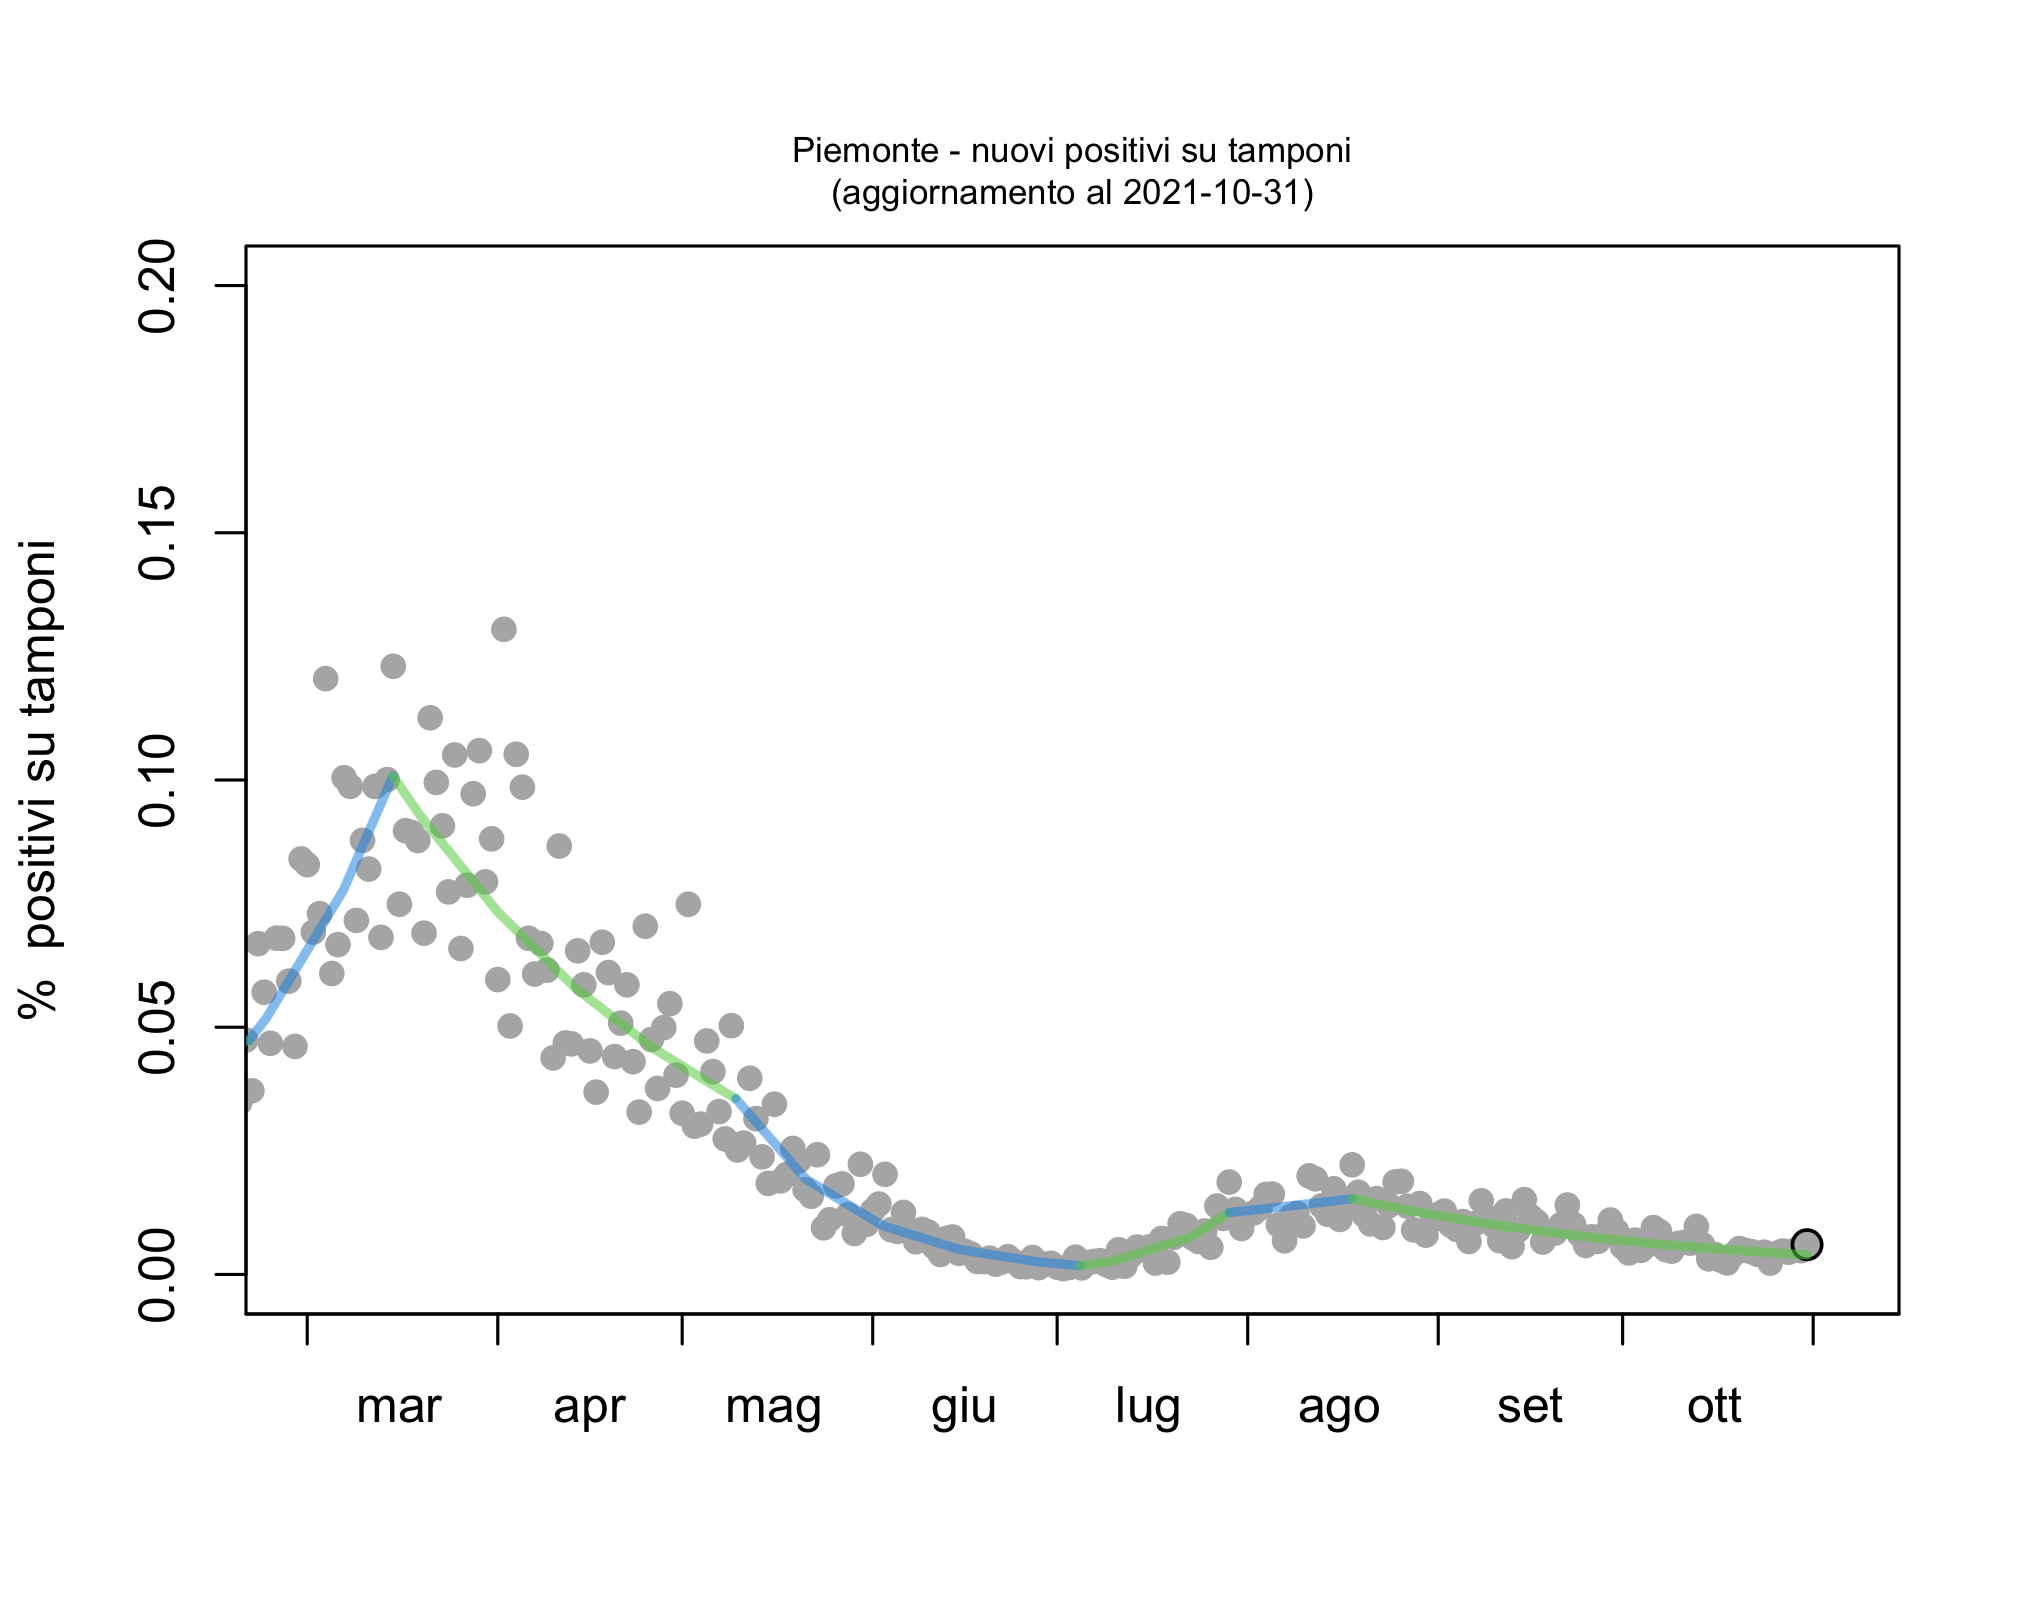 Piemonte - nuovi positivi su tamponi
(aggiornamento al 2021-10-31)
% positivi su tamponi
0.20
0.15
0.10
0.05
0.00
mar apr mag giu lug ago set ott